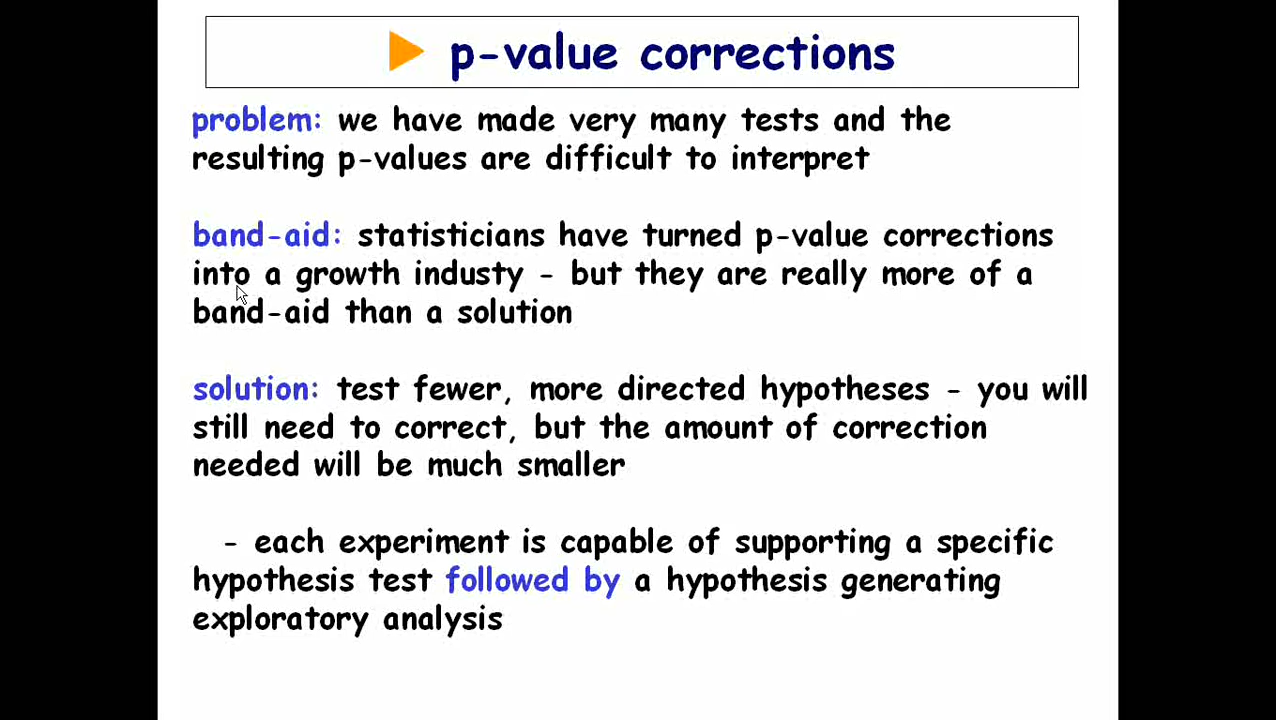 p-value corrections
problem: we have made very many tests and the
resulting p-values are difficult to interpret
band-aid: statisticians have turned p-value corrections
into a growth industy - but they are really more of a
band-aid than a solution
solution: test fewer, more directed hypotheses - you will
still need to correct, but the amount of correction
needed will be much smaller
- each experiment is capable of supporting a specific
hypothesis test followed by a hypothesis generating
exploratory analysis